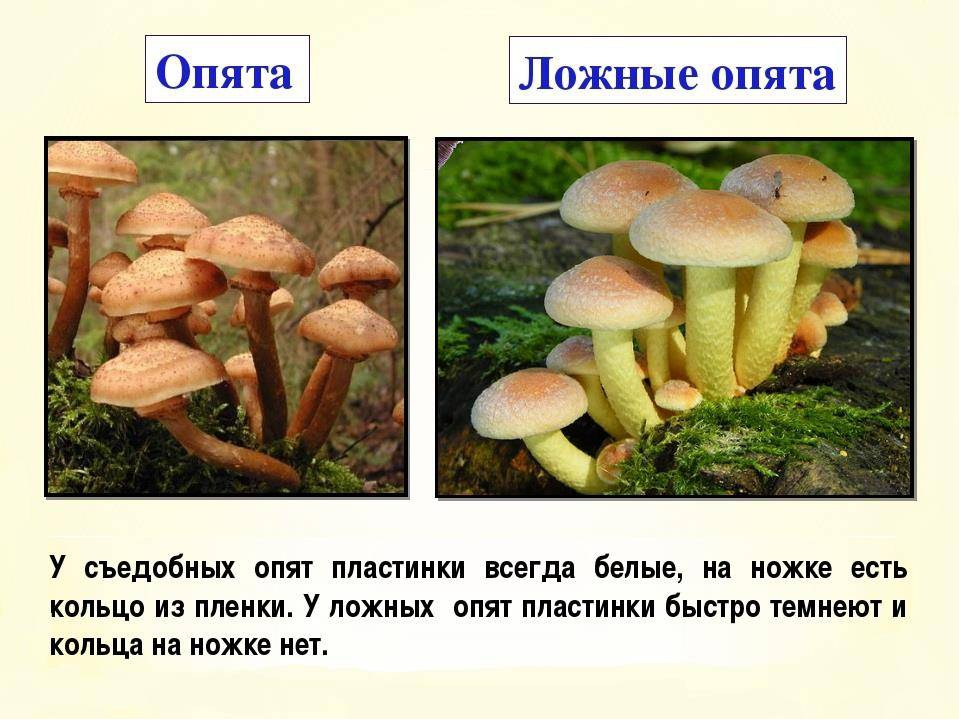 Опята
Ложные опята
У съедобных опят пластинки всегда белые, на ножке есть
кольцо из пленки. У ложных опят пластинки быстро темнеют и
кольца на ножке нет.